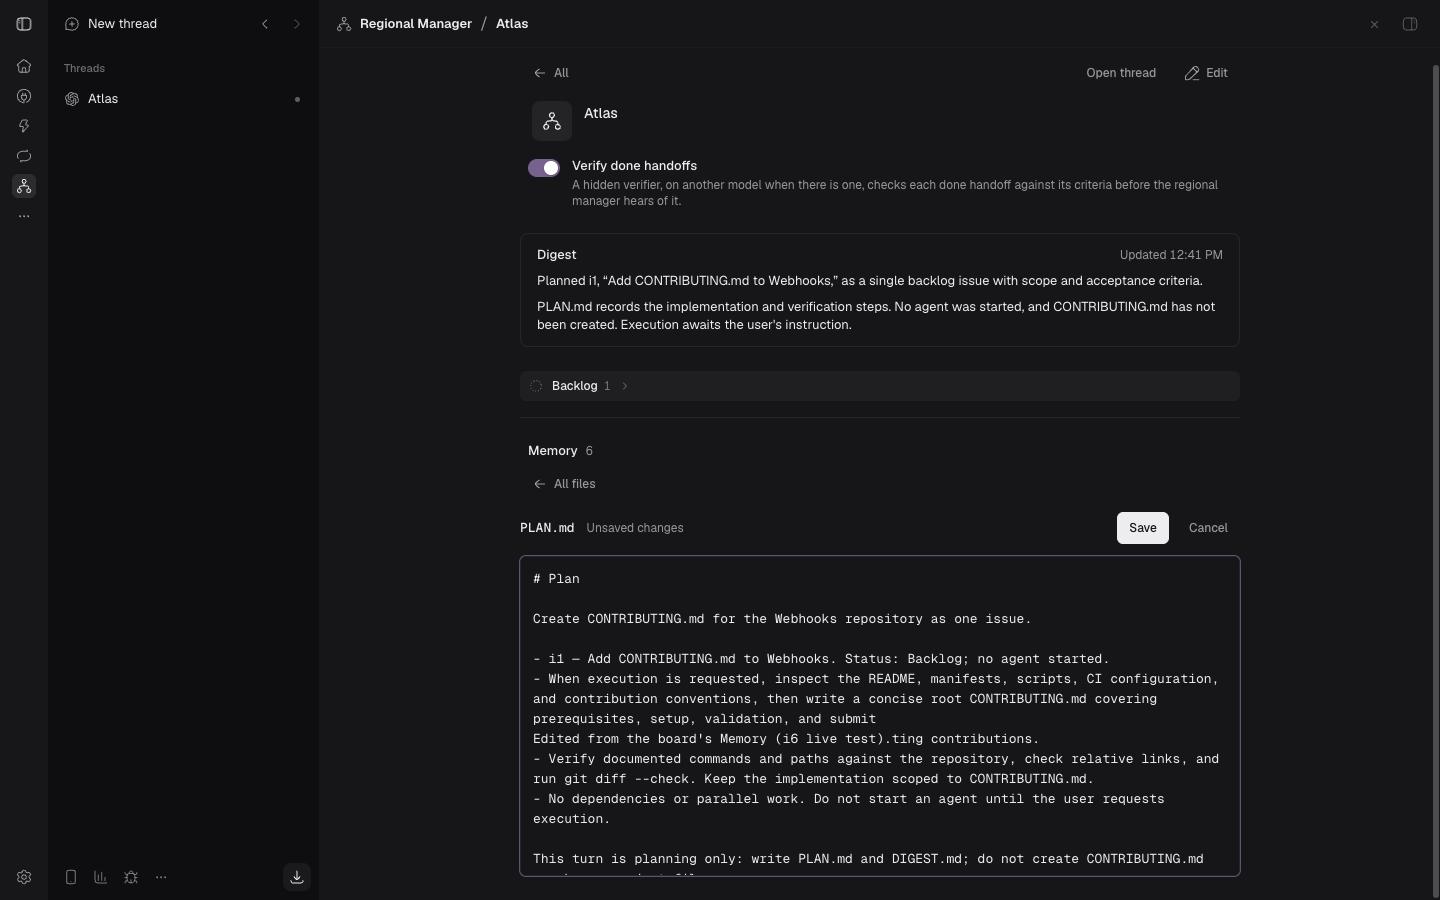 New thread
Threads
Atlas
Regional Manager / Atlas
All
Open thread
Edit
Atlas
Verify done handoffs
A hidden verifier, on another model when there is one, checks each done handoff against its criteria before the regional
manager hears of it.
Digest
Updated 12:41 PM
Planned i1, “Add CONTRIBUTING.md to Webhooks,” as a single backlog issue with scope and acceptance criteria.
PLAN.md records the implementation and verification steps. No agent was started, and CONTRIBUTING.md has not
been created. Execution awaits the user's instruction.
Backlog 1
Memory 6
All files
PLAN.md Unsaved changes
Save
Cancel
# Plan
Create CONTRIBUTING.md for the Webhooks repository as one issue.
- i1 — Add CONTRIBUTING.md to Webhooks. Status: Backlog; no agent started.
- When execution is requested, inspect the README, manifests, scripts, CI configuration,
and contribution conventions, then write a concise root CONTRIBUTING.md covering
prerequisites, setup, validation, and submit
Edited from the board's Memory (i6 live test).ting contributions.
- Verify documented commands and paths against the repository, check relative links, and
run git diff --check. Keep the implementation scoped to CONTRIBUTING.md.
- No dependencies or parallel work. Do not start an agent until the user requests
execution.
This turn is planning only: write PLAN.md and DIGEST.md; do not create CONTRIBUTING.md